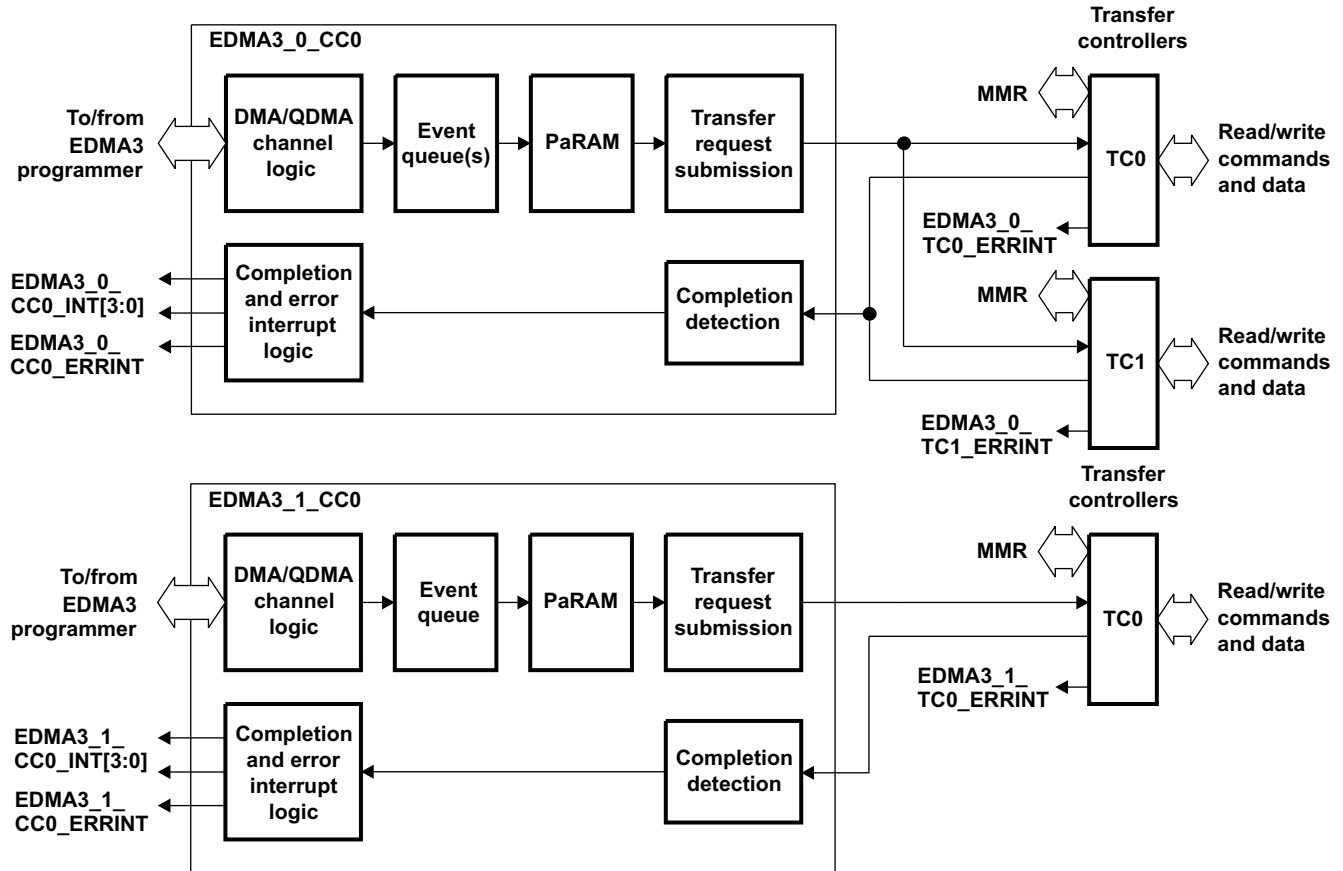 Transfer
controllers
EDMA3_0_CC0
To/from
EDMA3
programmer
DMA/QDMA
channel
logic
Event
queue(s)
PaRAM
Transfer
request
submission
MMR
TC0
Read/write
commands
and data
EDMA3_0_
TC0_ERRINT
EDMA3_0_
CC0_INT[3:0]
EDMA3_0_
CC0_ERRINT
Completion
and error
interrupt
logic
Completion
detection
MMR
TC1
Read/write
commands
and data
EDMA3_0_
TC1_ERRINT
Transfer
controllers
EDMA3_1_CC0
To/from
EDMA3
programmer
DMA/QDMA
channel
logic
Event
queue
PaRAM
Transfer
request
submission
MMR
TC0
Read/write
commands
and data
EDMA3_1_
TC0_ERRINT
EDMA3_1_
CC0_INT[3:0]
EDMA3_1_
CC0_ERRINT
Completion
and error
interrupt
logic
Completion
detection